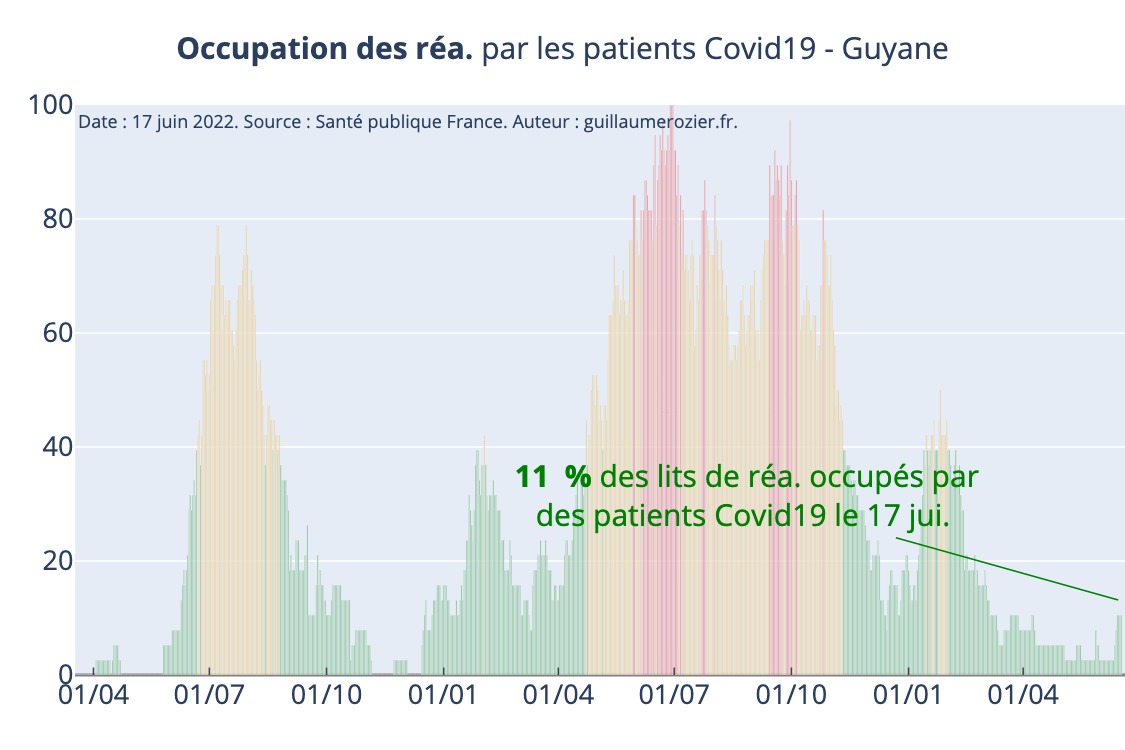 Occupation des réa. par les patients Covid19 - Guyane
100
Date : 17 juin 2022. Source : Santé publique France. Auteur : guillaumerozier.fr.
80
60
40
11 % des lits de réa. occupés par
des patients Covid19 le 17 jui.
20
0
01/04 01/07 01/10 01/01 01/04 01/07 01/10 01/01 01/04